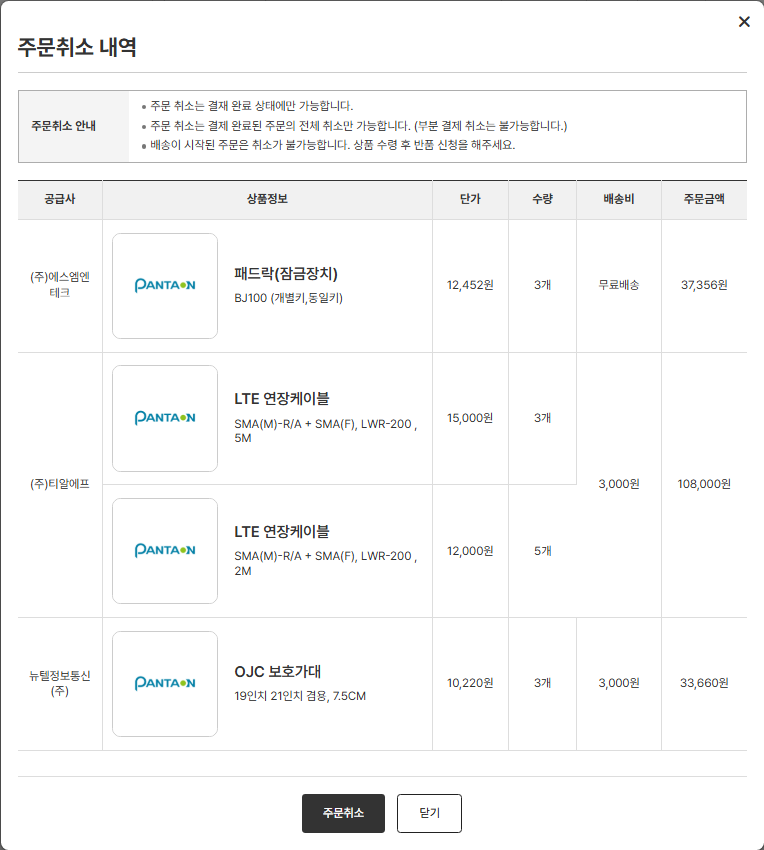 주문취소 내역
주문취소 안내
주문 취소는 결재 완료 상태에만 가능합니다.
주문 취소는 결제 완료된 주문의 전체 취소만 가능합니다. (부분 결제 취소는 불가능합니다.)
배송이 시작된 주문은 취소가 불가능합니다. 상품 수령 후 반품 신청을 해주세요.
공급사 상품정보 단가 수량 배송비 주문금액
(주)에스엠엔
테크
PANTAON
패드락(잠금장치)
BJ100 (개별키,동일키)
12,452원 3개 무료배송 37,356원
(주)티알에프
PANTAON
LTE 연장케이블
SMA(M)-R/A + SMA(F), LWR-200 ,
5M
15,000원 3개
3,000원 108,000원
PANTAON
LTE 연장케이블
SMA(M)-R/A + SMA(F), LWR-200 ,
2M
12,000원 5개
뉴텔정보통신
(주)
PANTAON
OJC 보호가대
19인치 21인치 겸용, 7.5CM
10,220원 3개 3,000원 33,660원
주문취소 닫기